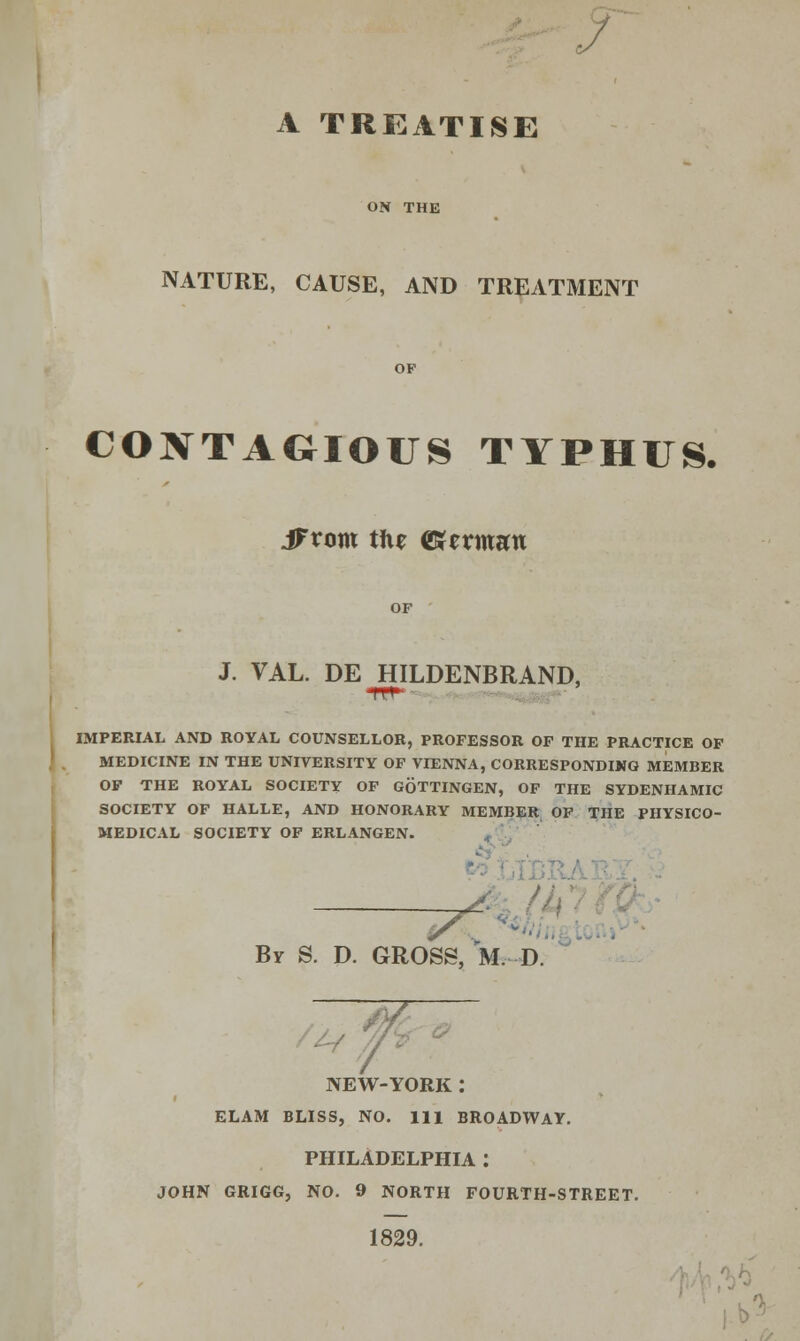 A TREATISE
ON THE
NATURE, CAUSE, AND TREATMENT
OF
CONTAGIOUS TYPHUS.
From the German
OF
J. VAL. DE HILDENBRAND,
IMPERIAL AND ROYAL COUNSELLOR, PROFESSOR OF THE PRACTICE OF
MEDICINE IN THE UNIVERSITY OF VIENNA, CORRESPONDING MEMBER
OF THE ROYAL SOCIETY OF GÖTTINGEN, OF THE SYDENHAMIC
SOCIETY OF HALLE, AND HONORARY MEMBER OF THE PHYSICO-
MEDICAL SOCIETY OF ERLANGEN.
LIBRARY.
By S. D. GROSS, M. D.
NEW-YORK:
ELAM BLISS, NO. 111 BROADWAY.
PHILADELPHIA:
JOHN GRIGG, NO. 9 NORTH FOURTH-STREET.
1829.